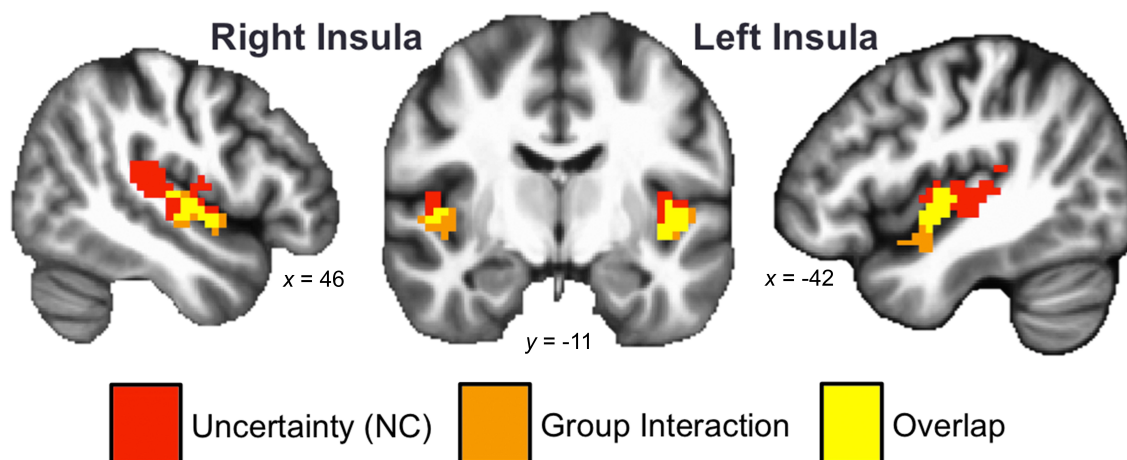 Right Insula
Left Insula
x = 46
y = -11
x = -42
Uncertainty (NC)
Group Interaction
Overlap